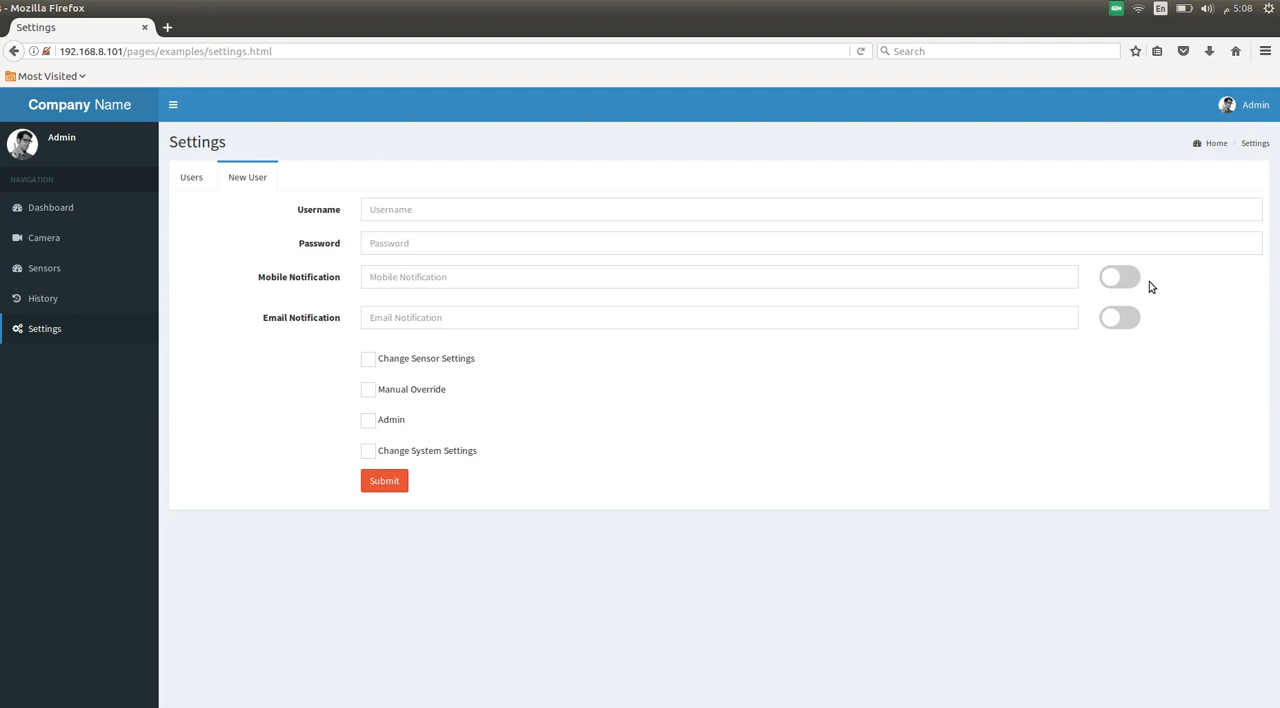 s - Mozilla Firefox
En
5:08 م
Settings
192.168.8.101/pages/examples/settings.html
Search
Most Visited
Company Name
Admin
Admin
Settings
Home
Settings
NAVIGATION
Users
New User
Dashboard
Username
Username
Camera
Password
Password
Sensors
Mobile Notification
Mobile Notification
History
Email Notification
Email Notification
Settings
Change Sensor Settings
Manual Override
Admin
Change System Settings
Submit